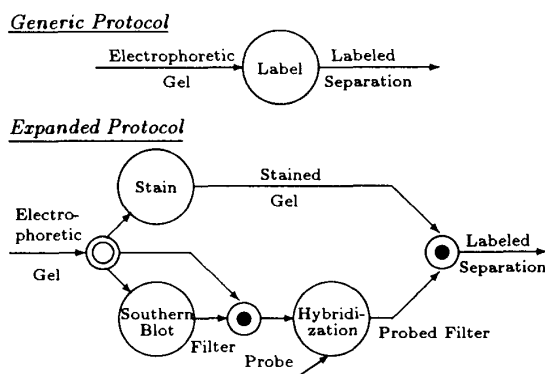 Generic Protocol
Electrophoretic
Gel
Label
Labeled
Separation
Expanded Protocol
Electro-
phoretic
Gel
Stain
Stained
Gel
Southern
Blot
Filter
Hybridi-
zation
Probe
Probed Filter
Labeled
Separation